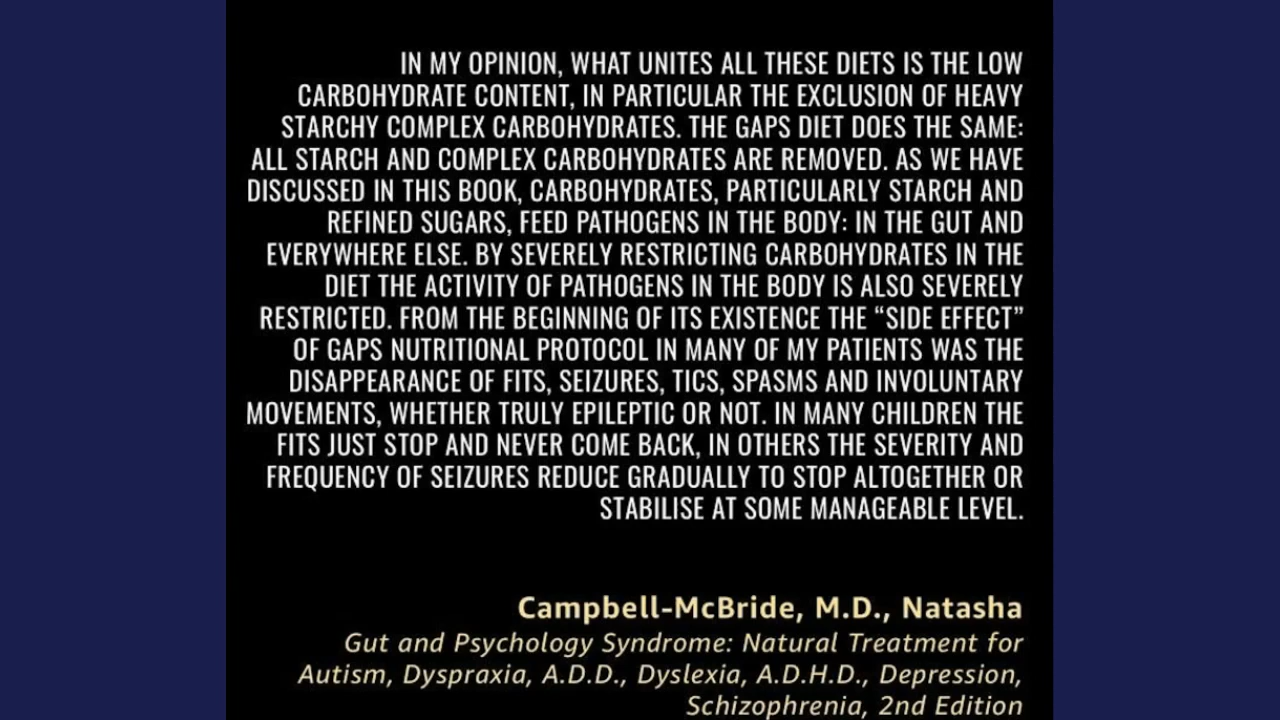 IN MY OPINION, WHAT UNITES ALL THESE DIETS IS THE LOW
CARBOHYDRATE CONTENT, IN PARTICULAR THE EXCLUSION OF HEAVY
STARCHY COMPLEX CARBOHYDRATES. THE GAPS DIET DOES THE SAME:
ALL STARCH AND COMPLEX CARBOHYDRATES ARE REMOVED. AS WE HAVE
DISCUSSED IN THIS BOOK, CARBOHYDRATES, PARTICULARLY STARCH AND
REFINED SUGARS, FEED PATHOGENS IN THE BODY: IN THE GUT AND
EVERYWHERE ELSE. BY SEVERELY RESTRICTING CARBOHYDRATES IN THE
DIET THE ACTIVITY OF PATHOGENS IN THE BODY IS ALSO SEVERELY
RESTRICTED. FROM THE BEGINNING OF ITS EXISTENCE THE “SIDE EFFECT”
OF GAPS NUTRITIONAL PROTOCOL IN MANY OF MY PATIENTS WAS THE
DISAPPEARANCE OF FITS, SEIZURES, TICS, SPASMS AND INVOLUNTARY
MOVEMENTS, WHETHER TRULY EPILEPTIC OR NOT. IN MANY CHILDREN THE
FITS JUST STOP AND NEVER COME BACK, IN OTHERS THE SEVERITY AND
FREQUENCY OF SEIZURES REDUCE GRADUALLY TO STOP ALTOGETHER OR
STABILISE AT SOME MANAGEABLE LEVEL.
Campbell-McBride, M.D., Natasha
Gut and Psychology Syndrome: Natural Treatment for
Autism, Dyspraxia, A.D.D., Dyslexia, A.D.H.D., Depression,
Schizophrenia, 2nd Edition